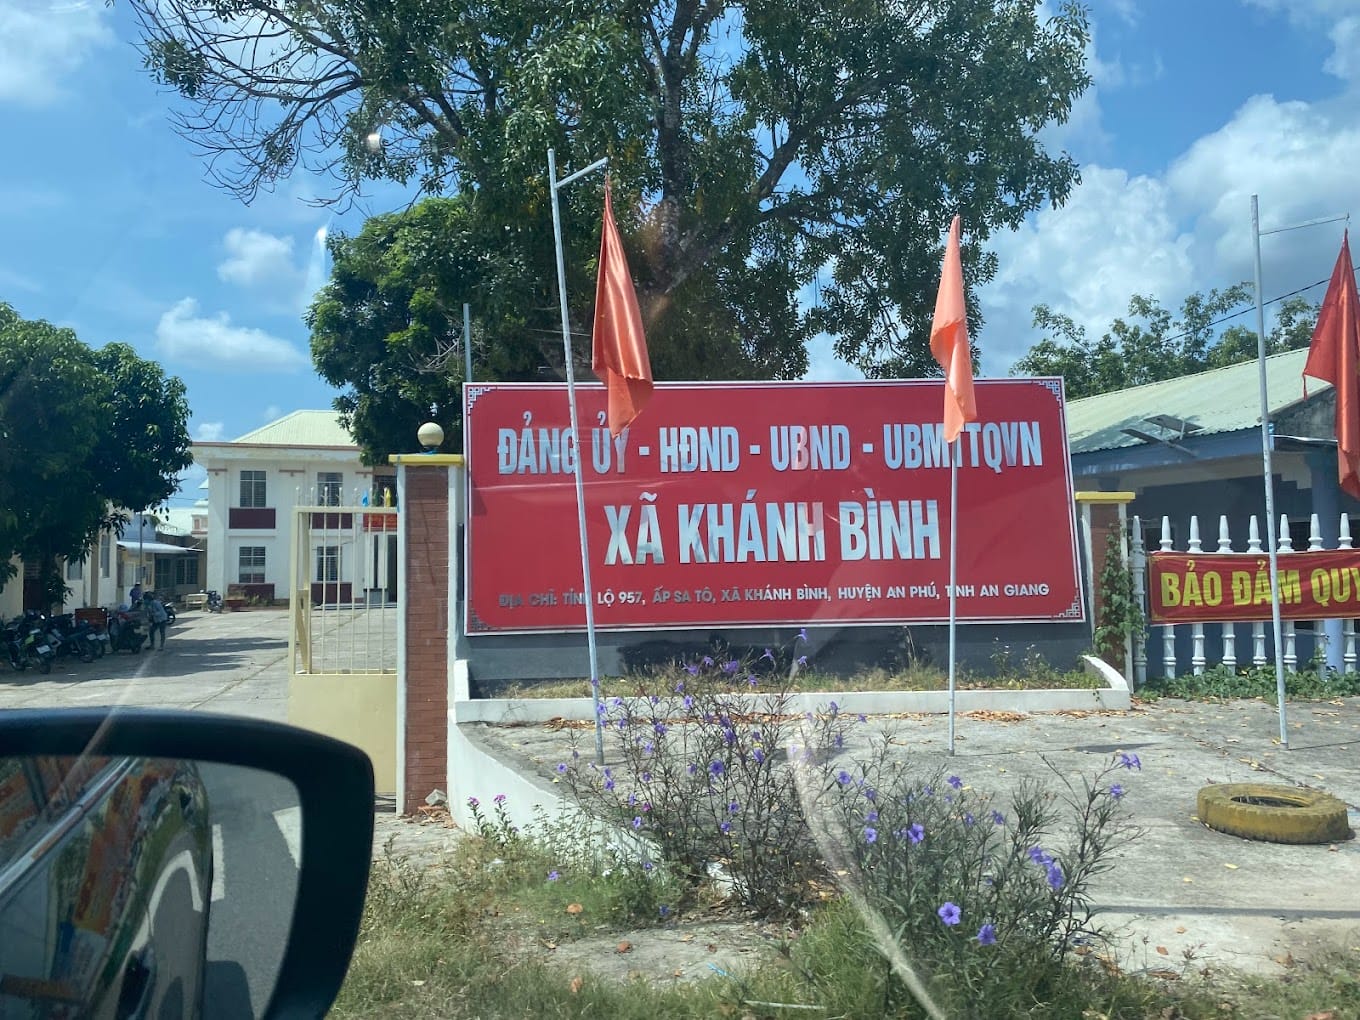 ĐẢNG ỦY - HĐND - UBND - UBMTTQVN
XÃ KHÁNH BÌNH
ĐỊA CHỈ: TỈNH LỘ 957, ẤP SA TÔ, XÃ KHÁNH BÌNH, HUYỆN AN PHÚ, TỈNH AN GIANG
BẢO ĐẢM QUY